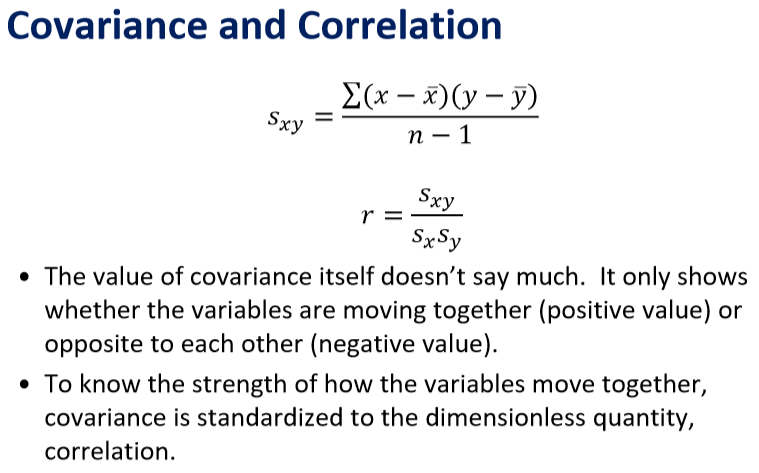 Covariance and Correlation
s_xy = ∑(x − x̄)(y − ȳ) / n − 1
r = s_xy / s_x s_y
• The value of covariance itself doesn’t say much.  It only shows
whether the variables are moving together (positive value) or
opposite to each other (negative value).
• To know the strength of how the variables move together,
covariance is standardized to the dimensionless quantity,
correlation.